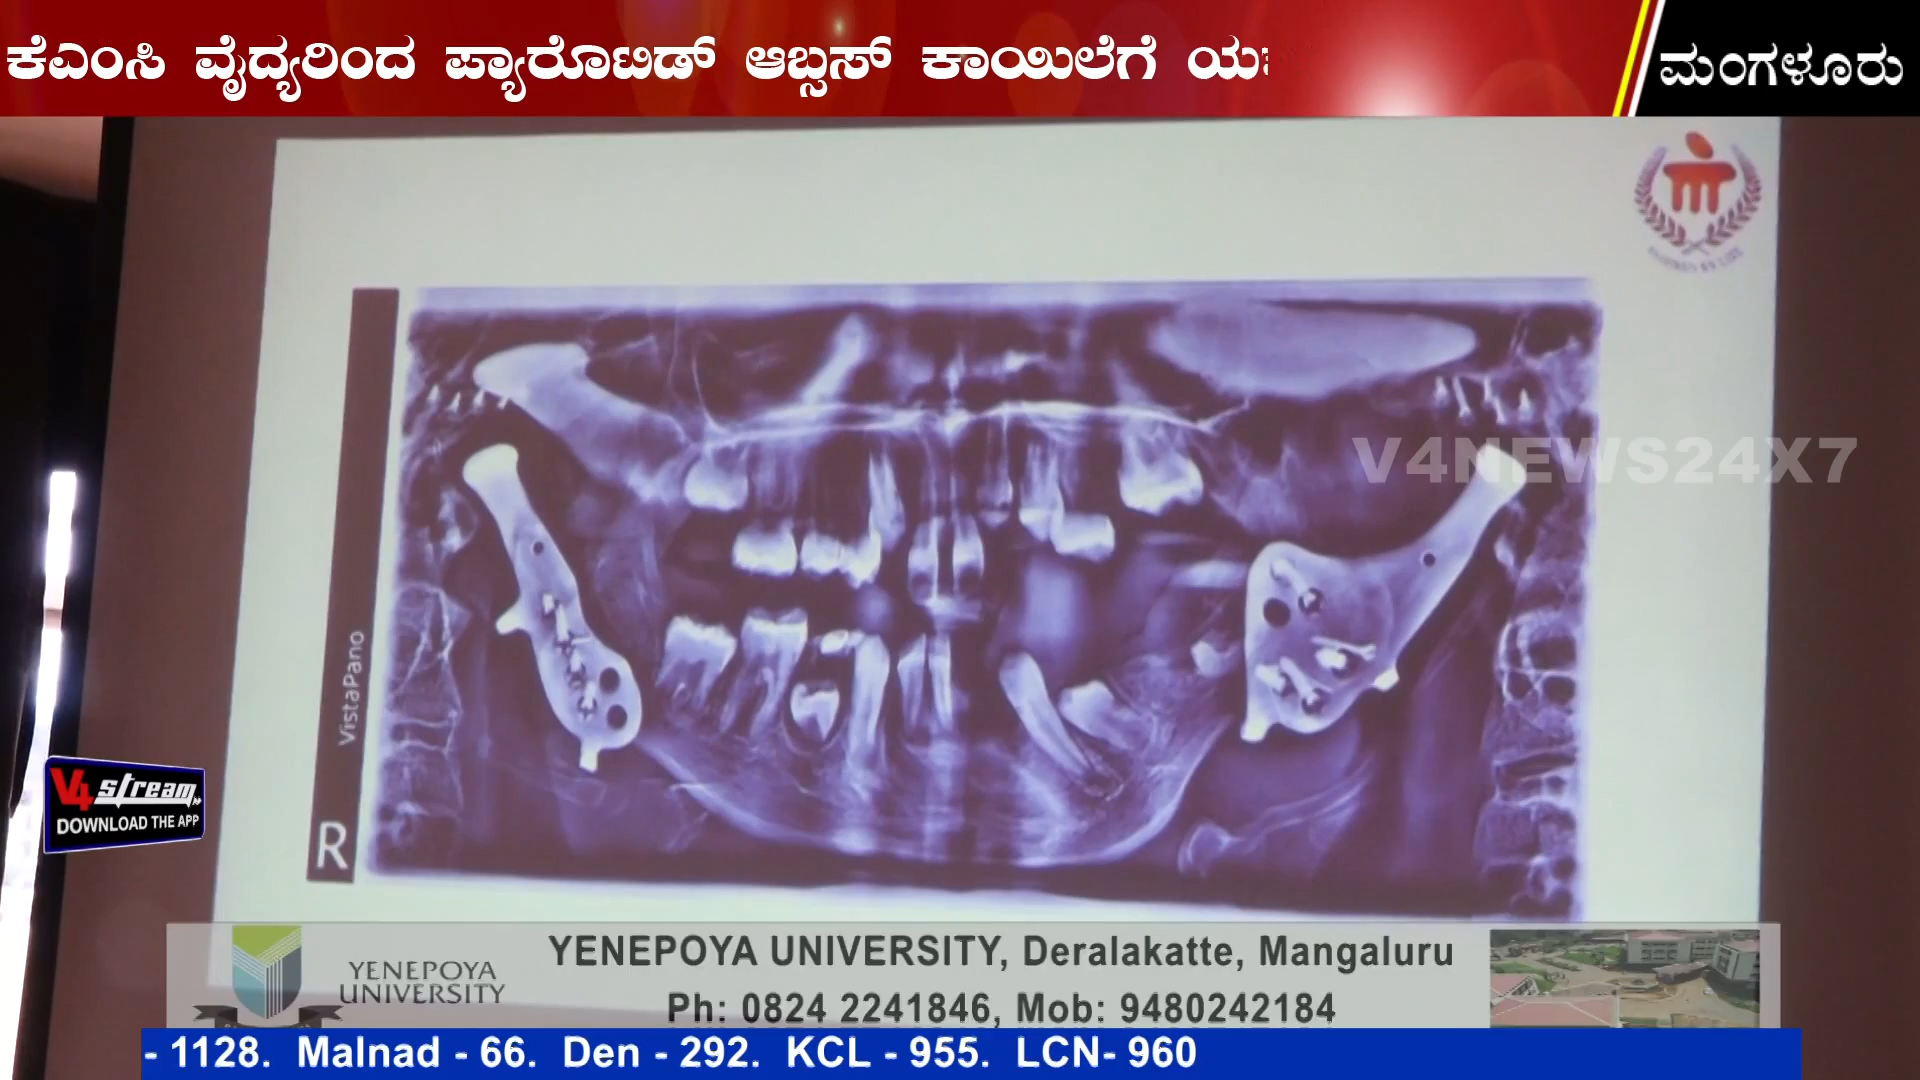 ಕೆಎಂಸಿ ವೈದ್ಯರಿಂದ ಪ್ಯಾರೊಟಿಡ್ ಆಬ್ಸಸ್ ಕಾಯಿಲೆಗೆ
ಮಂಗಳೂರು
V4NEWS24X7
VistaPano
R
V4 stream
DOWNLOAD THE APP
YENEPOYA UNIVERSITY
YENEPOYA UNIVERSITY, Deralakatte, Mangaluru
Ph: 0824 2241846, Mob: 9480242184
- 1128. Malnad - 66. Den - 292. KCL - 955. LCN- 960